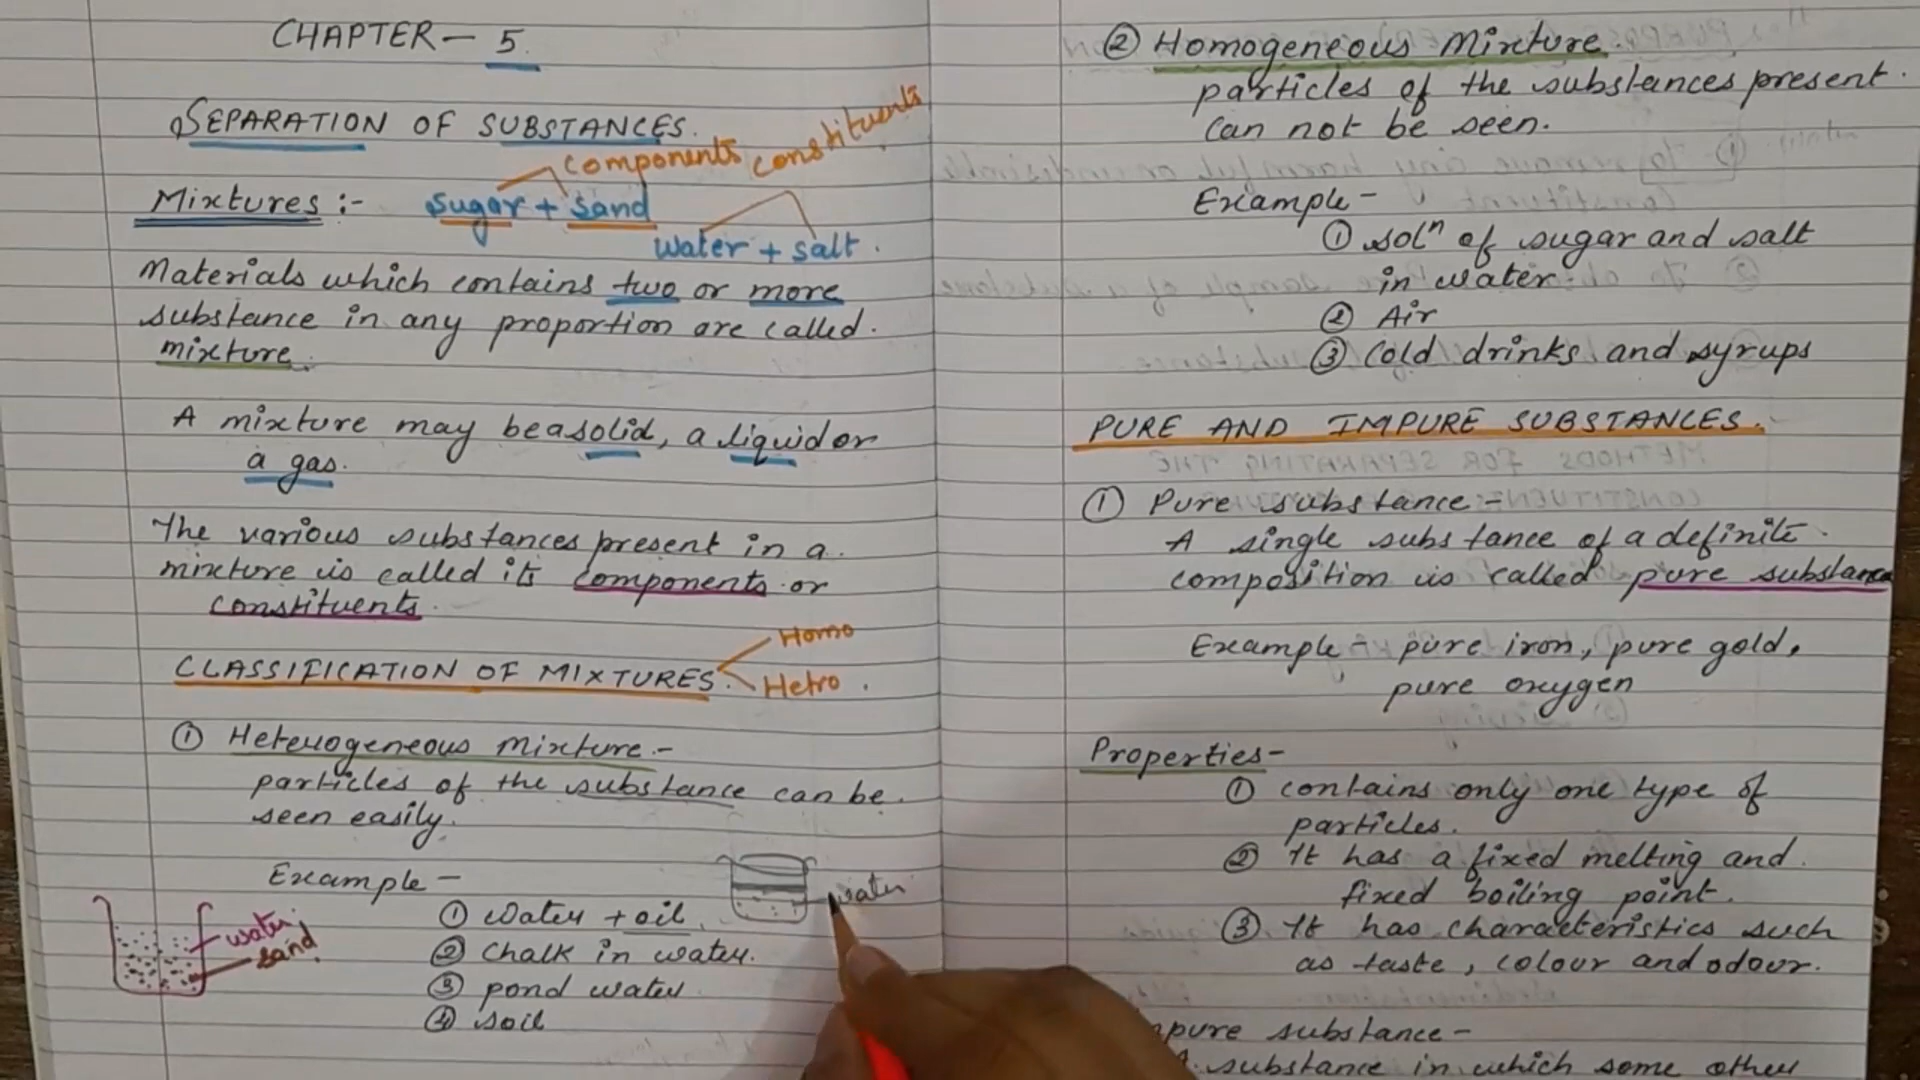 CHAPTER - 5.
SEPARATION OF SUBSTANCES.
components constituents
Mixtures :- sugar + sand
water + salt.
Materials which contains two or more
substance in any proportion are called.
mixture.
A mixture may be a solid, a liquid or
a gas.
The various substances present in a.
mixture is called its components or
constituents.
Homo
CLASSIFICATION OF MIXTURES.
Hetro.
① Heterogeneous mixture.-
particles of the substance can be.
seen easily.
Example -
① Water + oil.
② Chalk in water.
③ pond water
④ soil
water
sand
water
② Homogeneous Mixture.
particles of the substances present.
can not be seen.
Example -
① solⁿ of sugar and salt
in water.
② Air
③ Cold drinks and syrups
PURE AND IMPURE SUBSTANCES.
① Pure substance:-
A single substance of a definite.
composition is called pure substance
Example - pure iron, pure gold,
pure oxygen
Properties-
① contains only one type of
particles.
② It has a fixed melting and.
fixed boiling point.
③ It has characteristics such
as taste, colour and odour.
mpure substance-
A substance in which some other